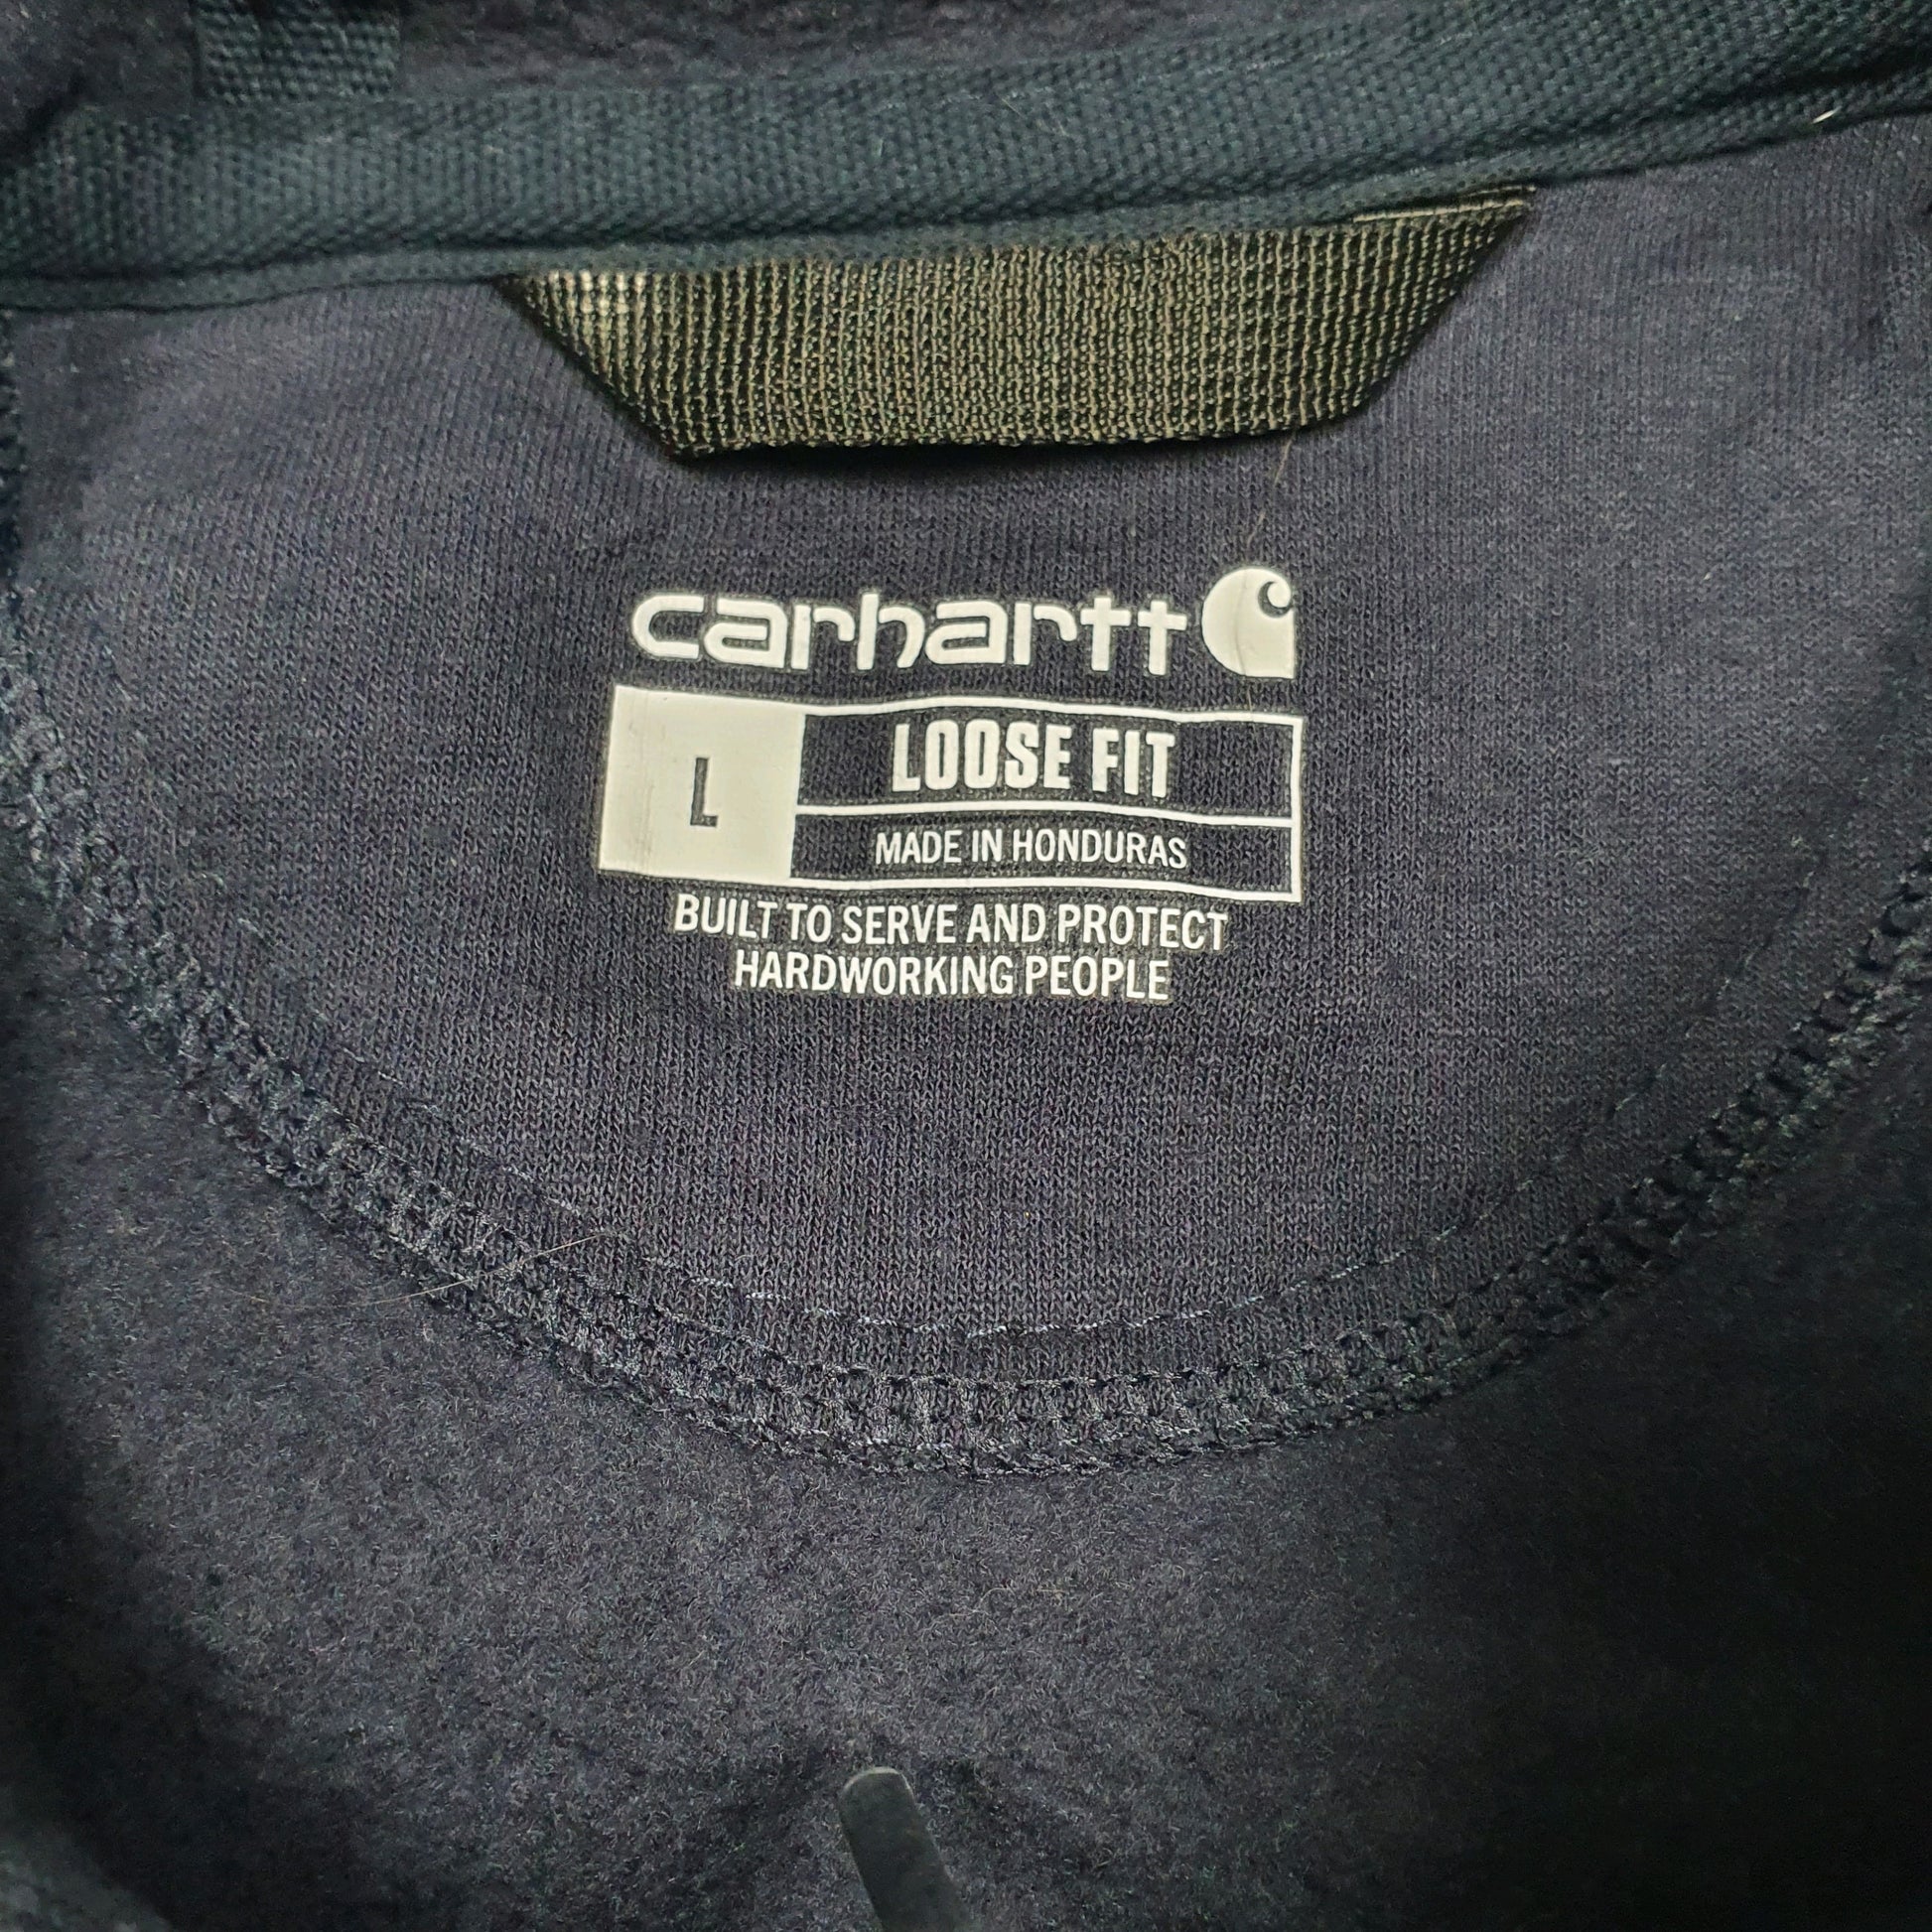 carhartt
L
LOOSE FIT
MADE IN HONDURAS
BUILT TO SERVE AND PROTECT
HARDWORKING PEOPLE